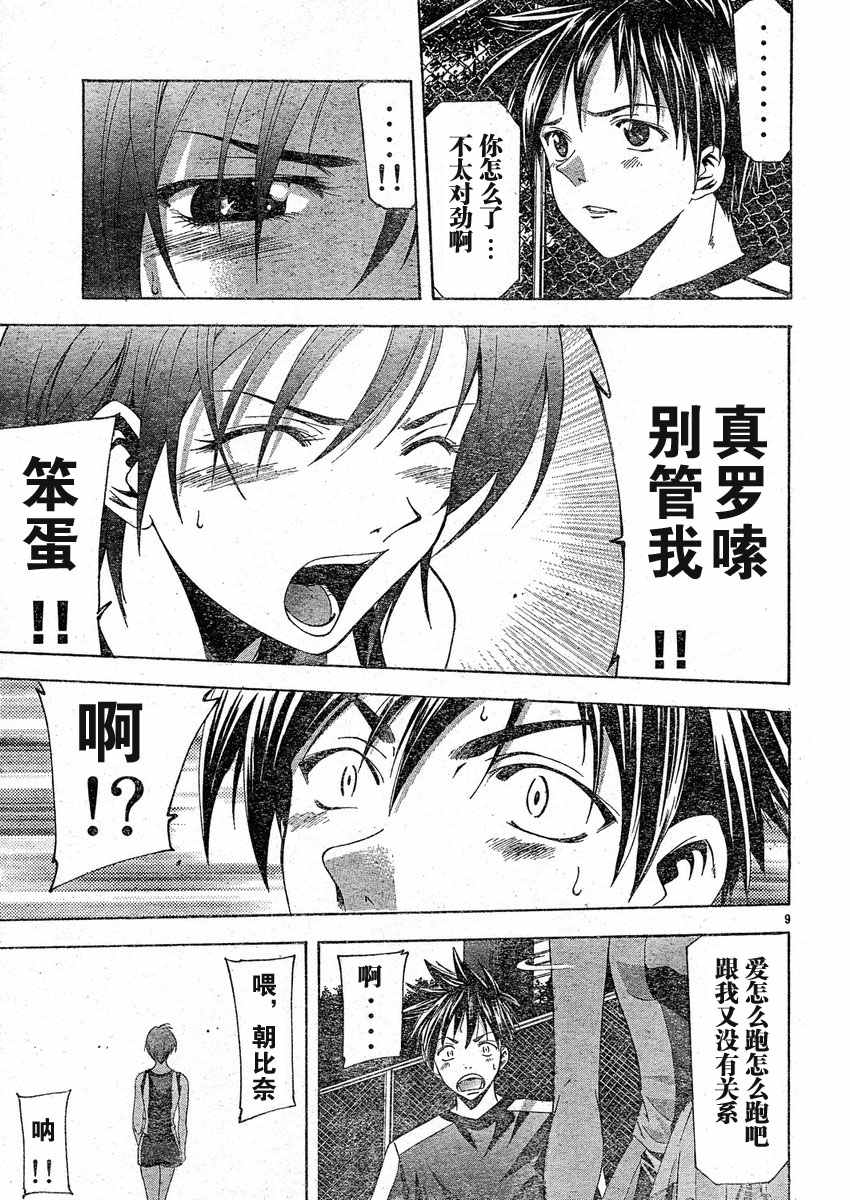 ・・・・・
你怎么了…
不太对劲啊
・・・!!
真罗嗦
别管我
!!
笨蛋
!!
啊
!?
9
爱怎么跑怎么跑吧
跟我又没有关系
啊・・・・
喂，朝比奈
呐!!